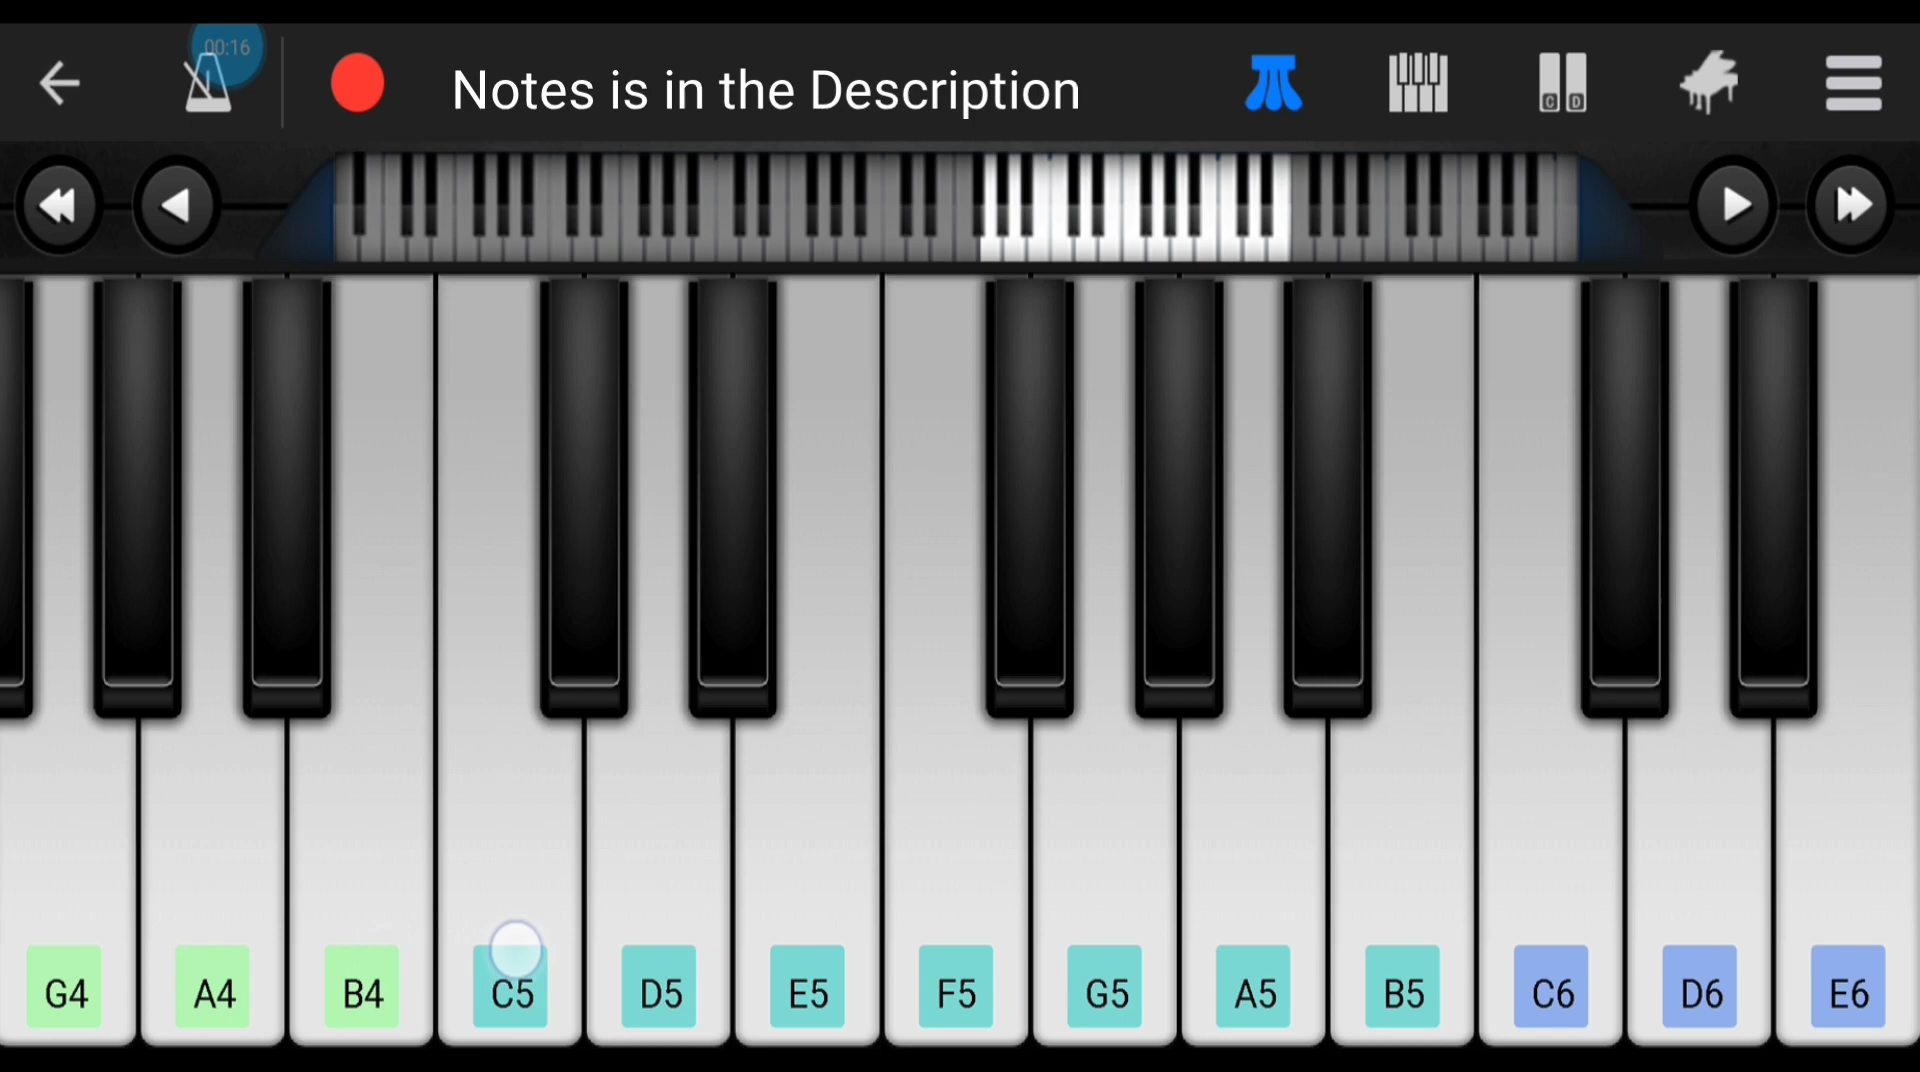 00:16
Notes is in the Description
C D
G4 A4 B4 C5 D5 E5 F5 G5 A5 B5 C6 D6 E6